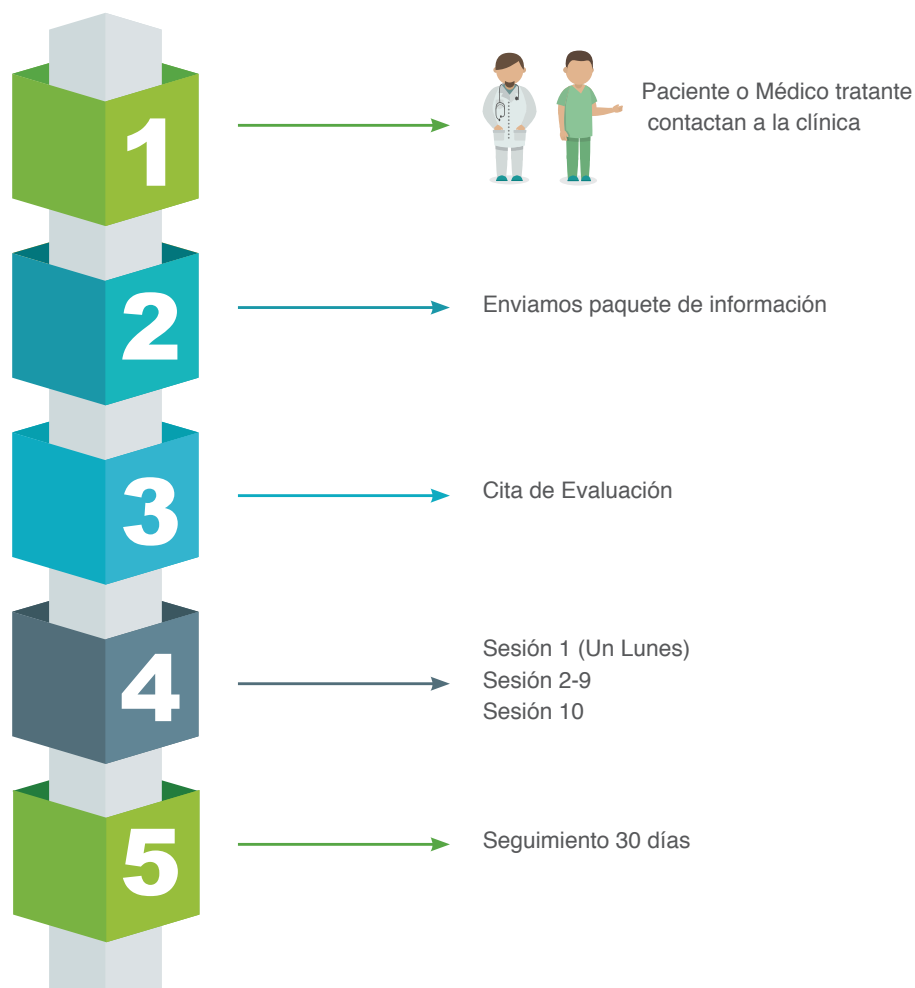 1
Paciente o Médico tratante
contactan a la clínica
2
Enviamos paquete de información
3
Cita de Evaluación
4
Sesión 1 (Un Lunes)
Sesión 2-9
Sesión 10
5
Seguimiento 30 días